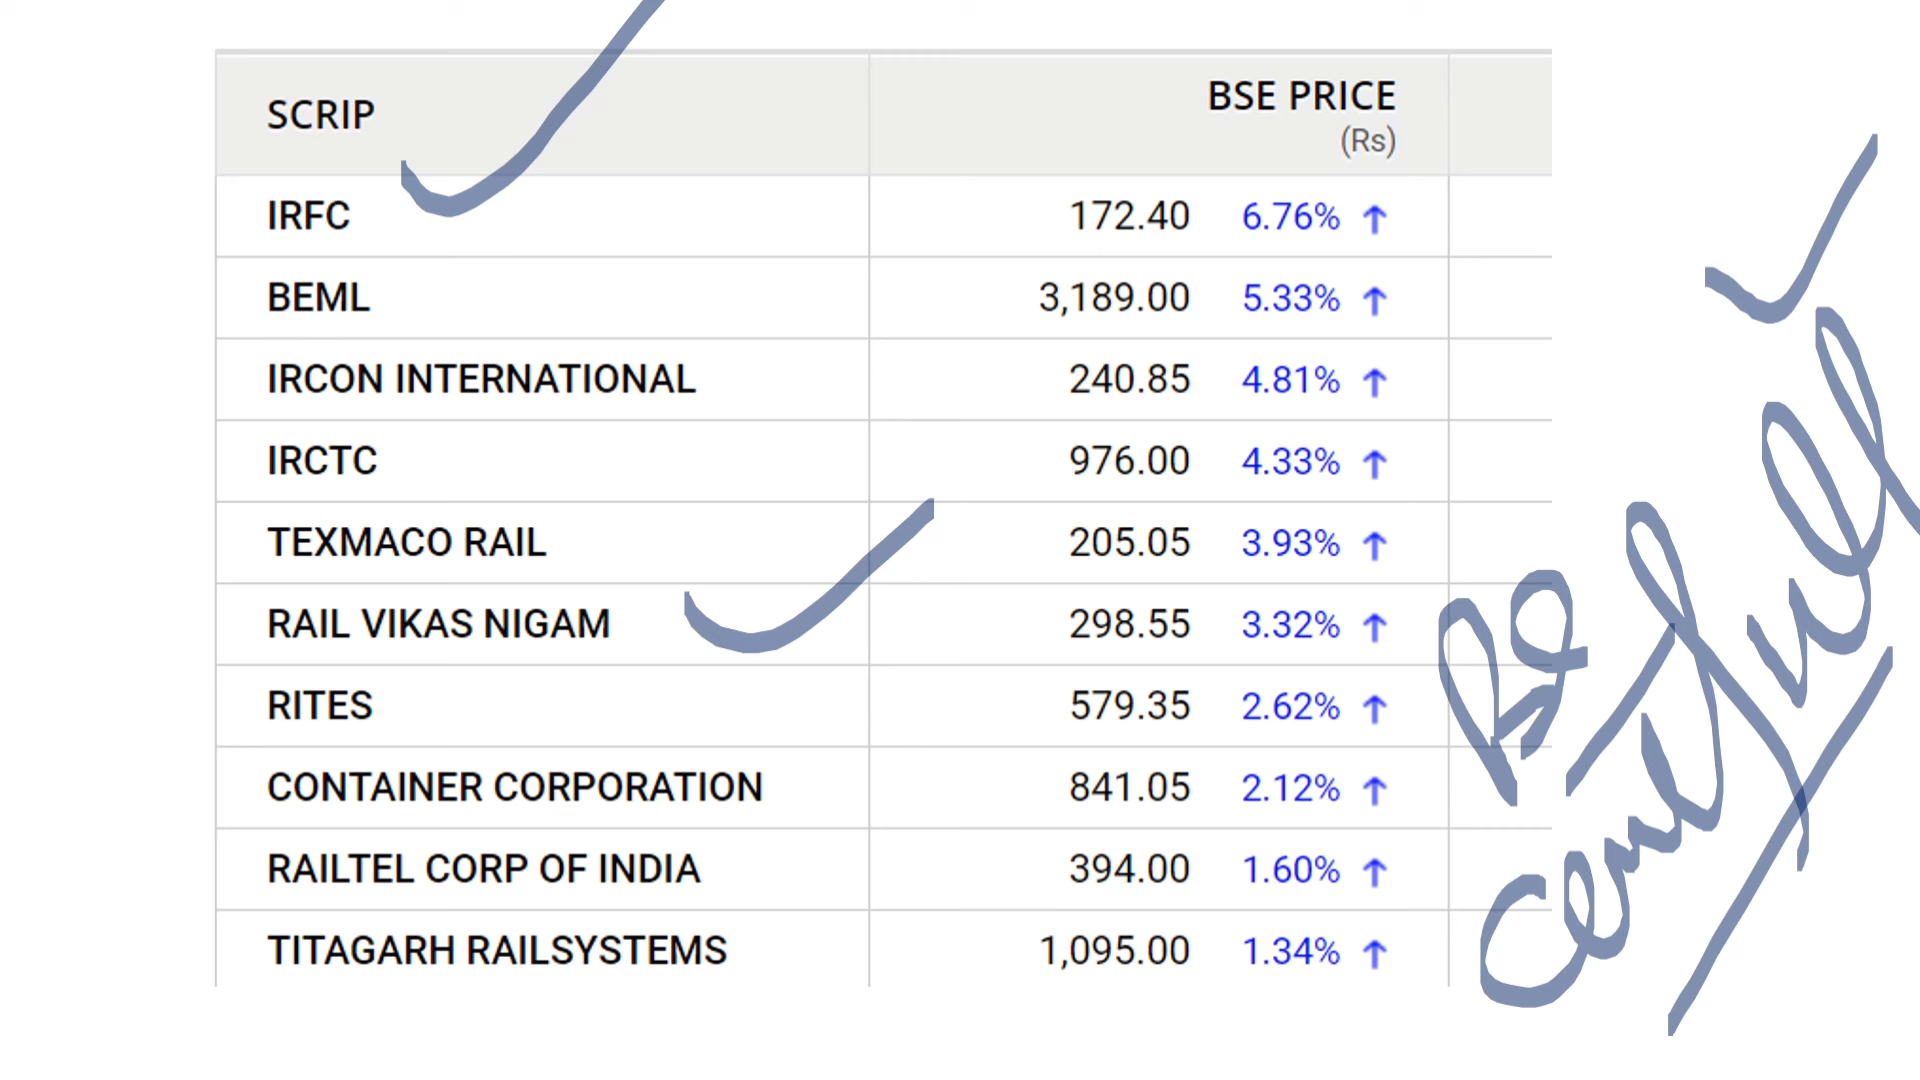 SCRIP BSE PRICE
(Rs)
IRFC 172.40 6.76% ↑
BEML 3,189.00 5.33% ↑
IRCON INTERNATIONAL 240.85 4.81% ↑
IRCTC 976.00 4.33% ↑
TEXMACO RAIL 205.05 3.93% ↑
RAIL VIKAS NIGAM 298.55 3.32% ↑
RITES 579.35 2.62% ↑
CONTAINER CORPORATION 841.05 2.12% ↑
RAILTEL CORP OF INDIA 394.00 1.60% ↑
TITAGARH RAILSYSTEMS 1,095.00 1.34% ↑
Be